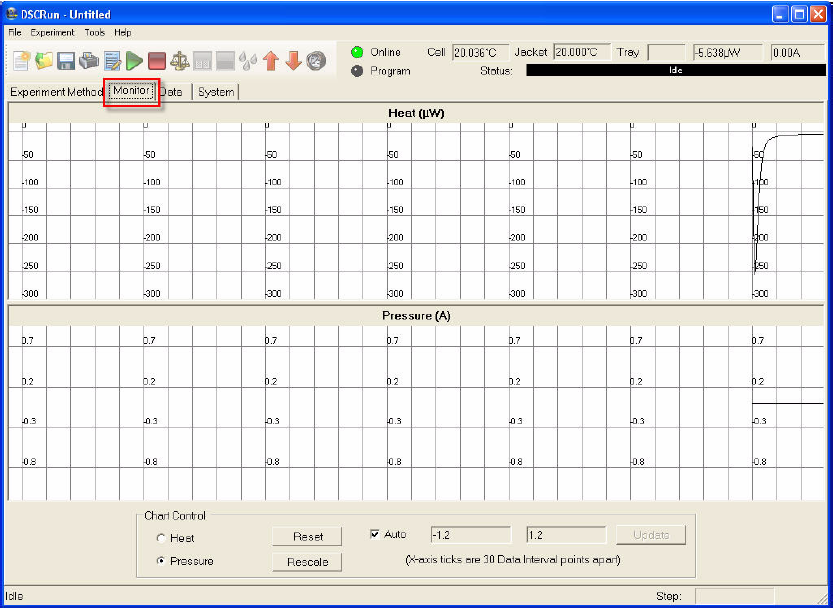 DSCRun - Untitled
File Experiment Tools Help
Online Cell 20.036°C Jacket 20.000°C Tray -5.638µW 0.00A
Program Status: Idle
Experiment Method Monitor Data System
Heat (µW)
0 0 0 0 0 0 0
-50 -50 -50 -50 -50 -50 -50
-100 -100 -100 -100 -100 -100 -100
-150 -150 -150 -150 -150 -150 -150
-200 -200 -200 -200 -200 -200 -200
-250 -250 -250 -250 -250 -250 -250
-300 -300 -300 -300 -300 -300 -300
Pressure (A)
0.7 0.7 0.7 0.7 0.7 0.7 0.7
0.2 0.2 0.2 0.2 0.2 0.2 0.2
-0.3 -0.3 -0.3 -0.3 -0.3 -0.3 -0.3
-0.8 -0.8 -0.8 -0.8 -0.8 -0.8 -0.8
Chart Control
Heat Reset Auto -1.2 1.2 Update
Pressure Rescale (X-axis ticks are 30 Data Interval points apart)
Idle Step: